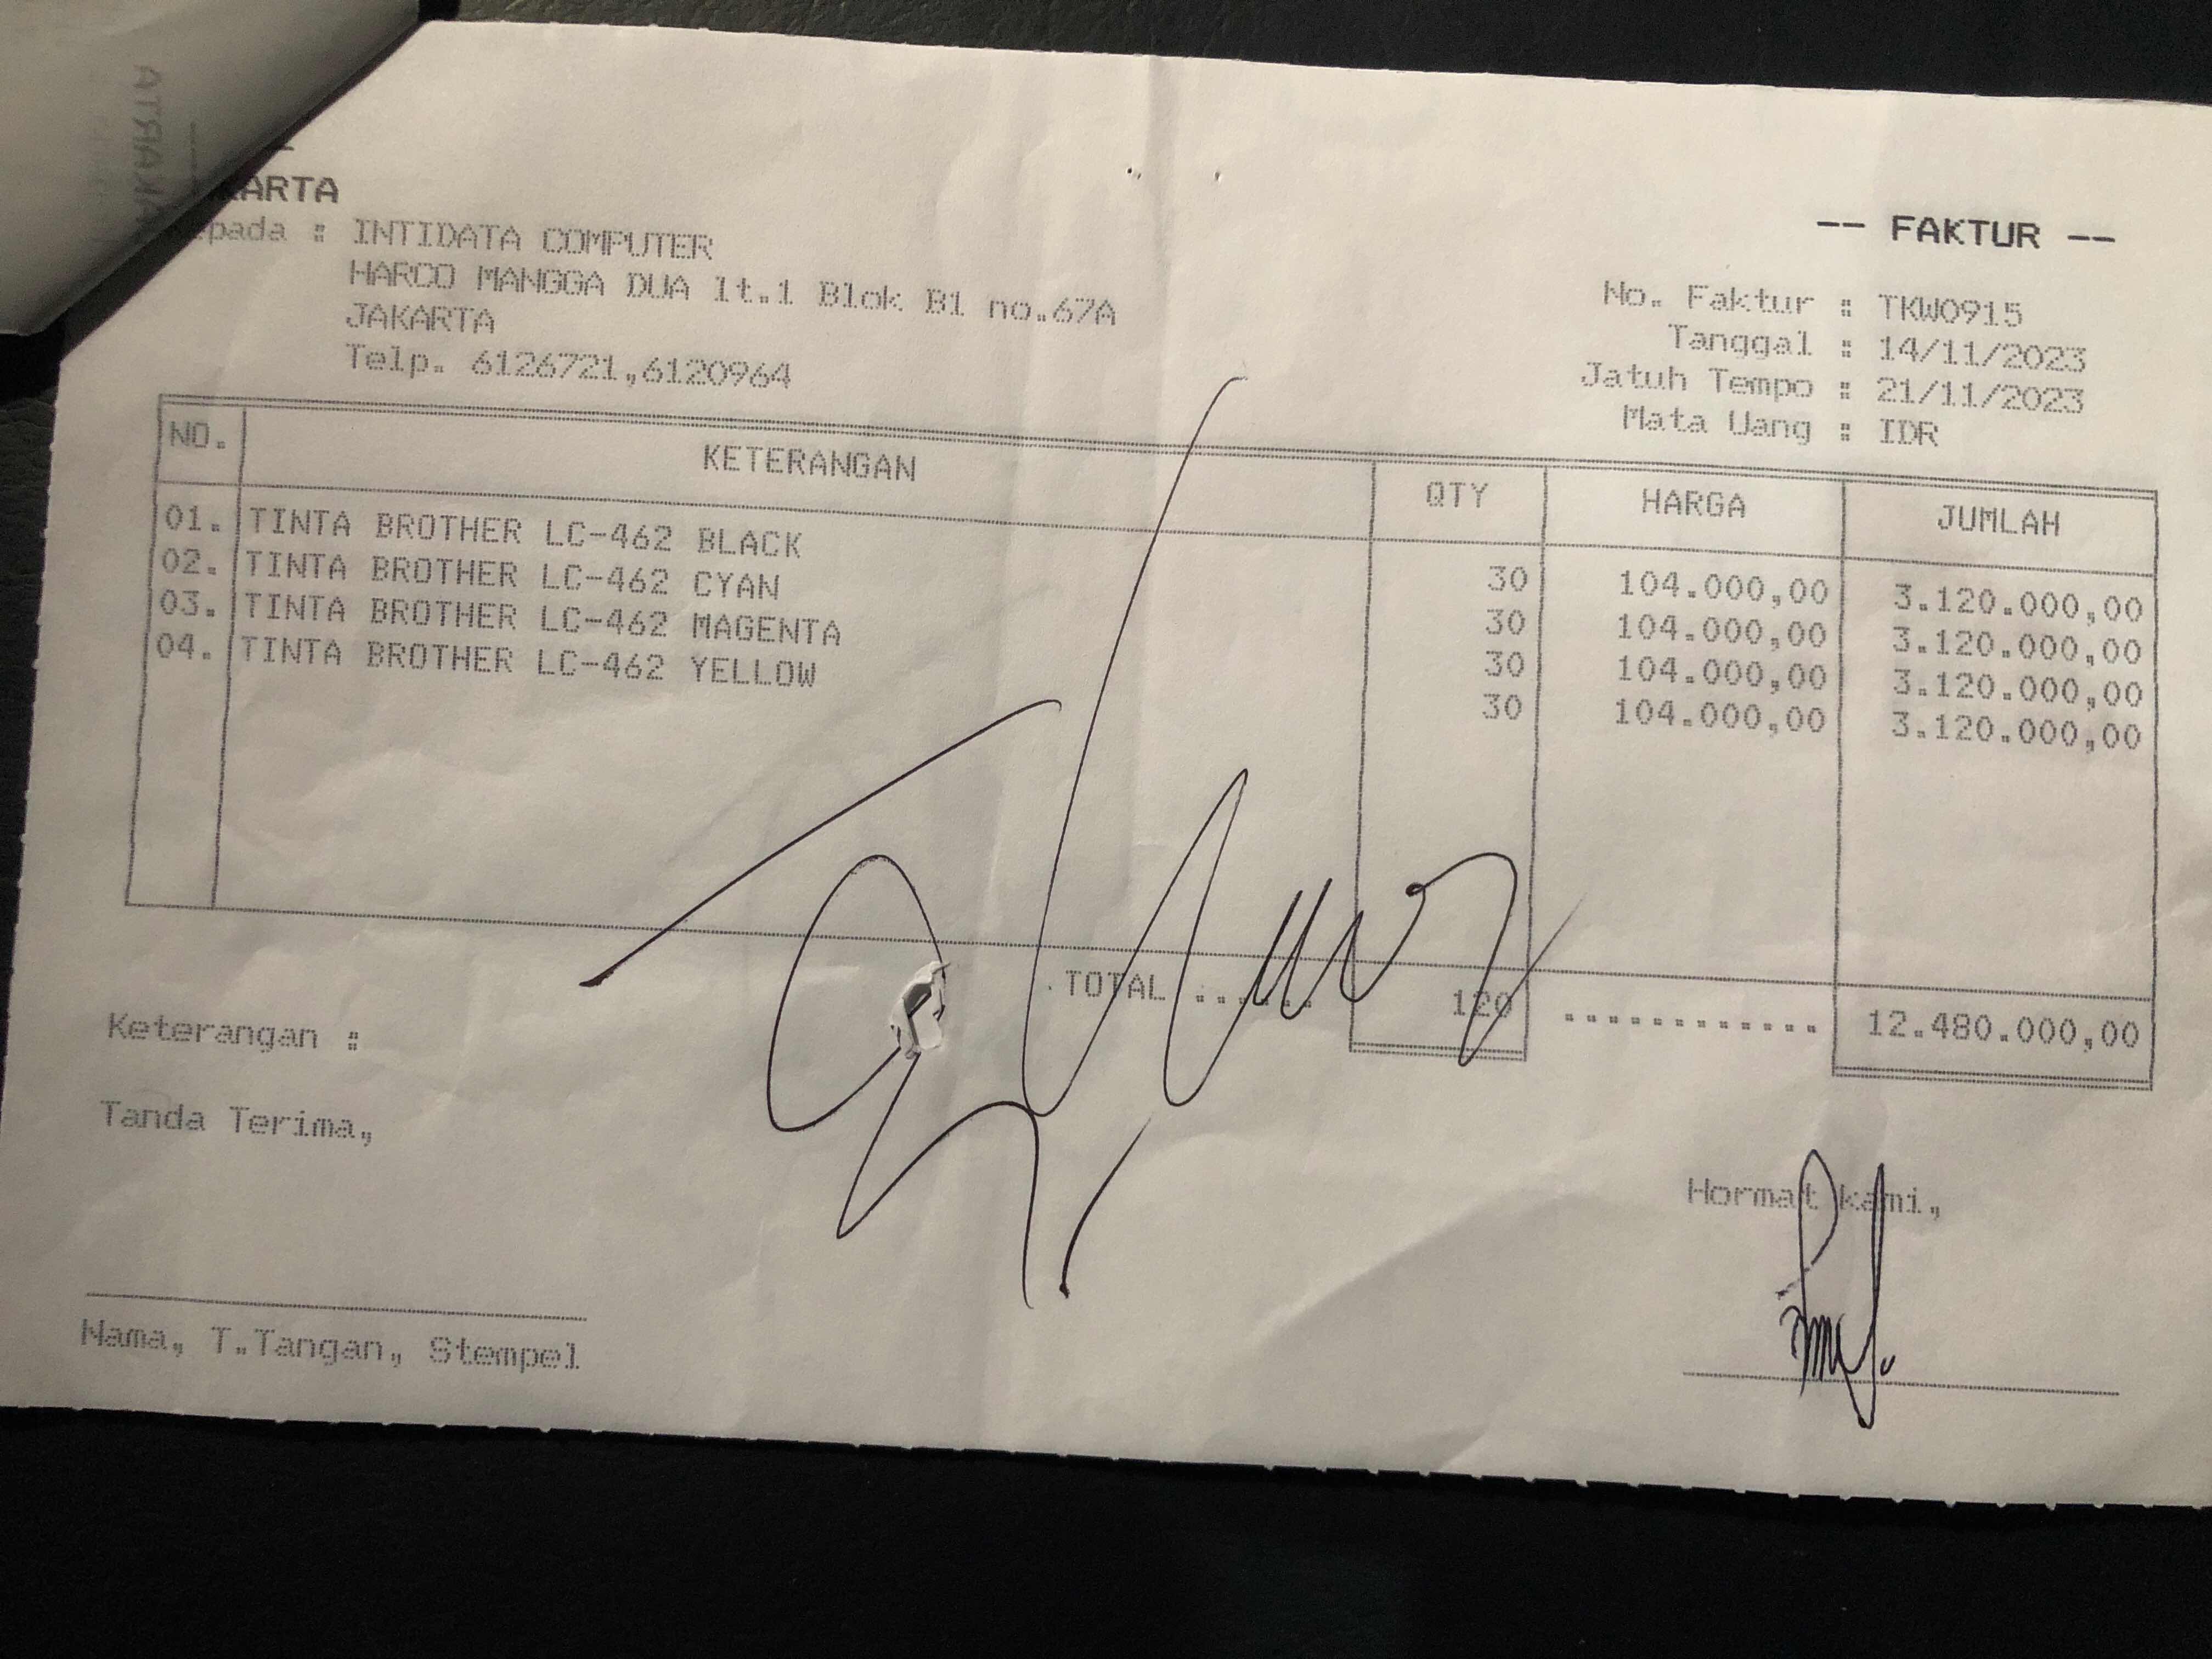 JAKARTA
Kepada : INTIDATA COMPUTER
HARCO MANGGA DUA lt.1 Blok B1 no.67A
JAKARTA
Telp. 6126721,6120964
-- FAKTUR --
No. Faktur : TKW0915
Tanggal : 14/11/2023
Jatuh Tempo : 21/11/2023
Mata Uang : IDR
NO. KETERANGAN QTY HARGA JUMLAH
01. TINTA BROTHER LC-462 BLACK 30 104.000,00 3.120.000,00
02. TINTA BROTHER LC-462 CYAN 30 104.000,00 3.120.000,00
03. TINTA BROTHER LC-462 MAGENTA 30 104.000,00 3.120.000,00
04. TINTA BROTHER LC-462 YELLOW 30 104.000,00 3.120.000,00
TOTAL ...... 120 ............ 12.480.000,00
Keterangan :
Tanda Terima,
Hormat kami,
Nama, T.Tangan, Stempel